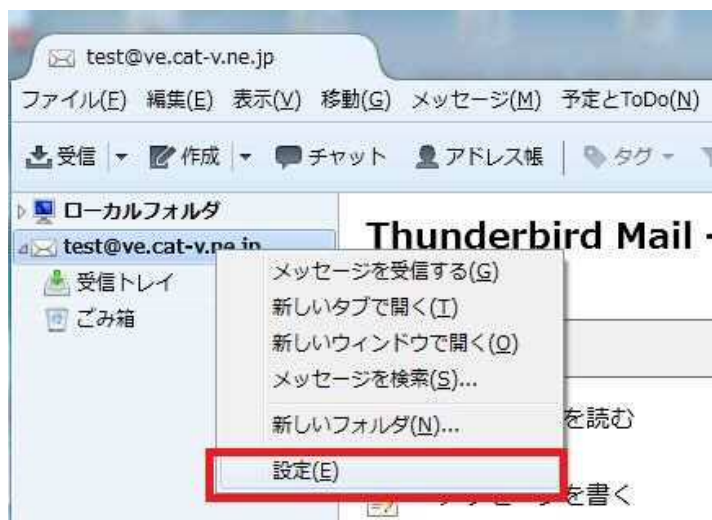 test@ve.cat-v.ne.jp
ファイル(F) 編集(E) 表示(V) 移動(G) メッセージ(M) 予定とToDo(N)
受信 作成 チャット アドレス帳 タグ
ローカルフォルダ
test@ve.cat-v.ne.jp
Thunderbird Mail -
受信トレイ
ごみ箱
メッセージを受信する(G)
新しいタブで開く(T)
新しいウィンドウで開く(O)
メッセージを検索(S)...
新しいフォルダ(N)...
を読む
設定(E)
を書く